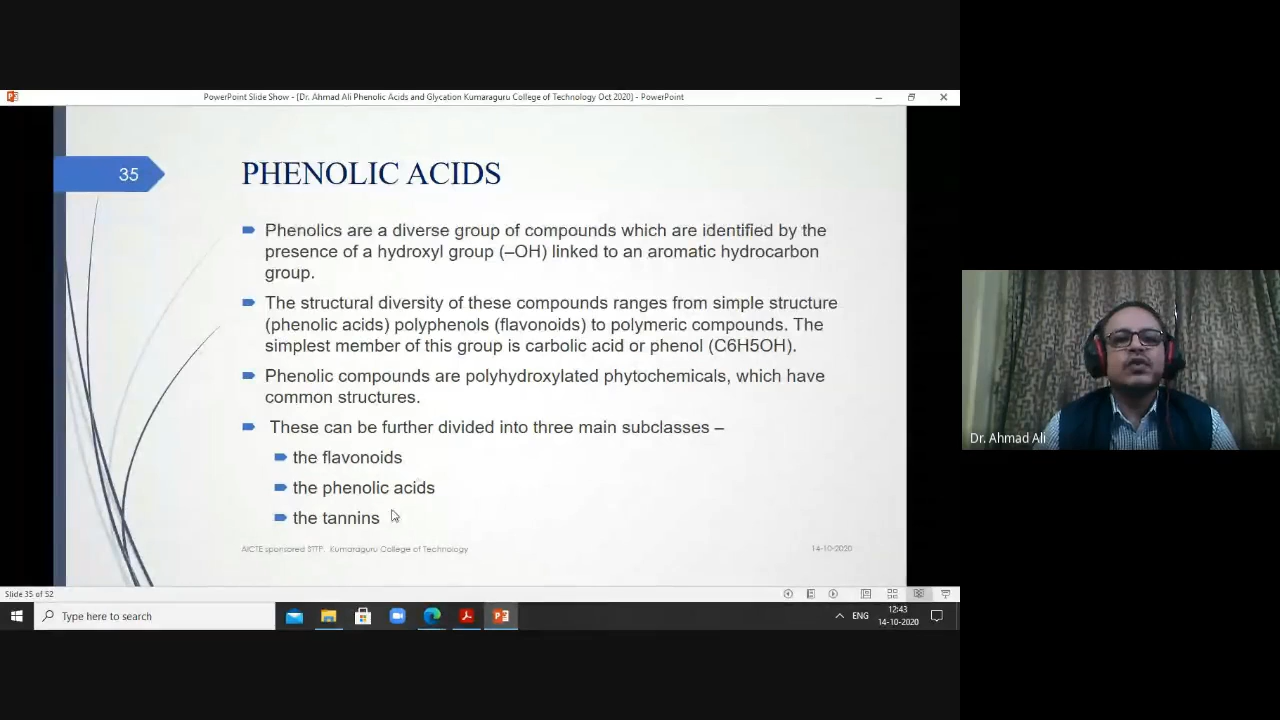 PowerPoint Slide Show - [Dr. Ahmad Ali Phenolic Acids and Glycation Kumaraguru College of Technology Oct 2020] - PowerPoint
35
PHENOLIC ACIDS
Phenolics are a diverse group of compounds which are identified by the
presence of a hydroxyl group (–OH) linked to an aromatic hydrocarbon
group.
The structural diversity of these compounds ranges from simple structure
(phenolic acids) polyphenols (flavonoids) to polymeric compounds. The
simplest member of this group is carbolic acid or phenol (C6H5OH).
Phenolic compounds are polyhydroxylated phytochemicals, which have
common structures.
These can be further divided into three main subclasses –
the flavonoids
the phenolic acids
the tannins
AICTE sponsored STTP, Kumaraguru College of Technology
14-10-2020
Dr. Ahmad Ali
Slide 35 of 52
Type here to search
ENG
12:43
14-10-2020